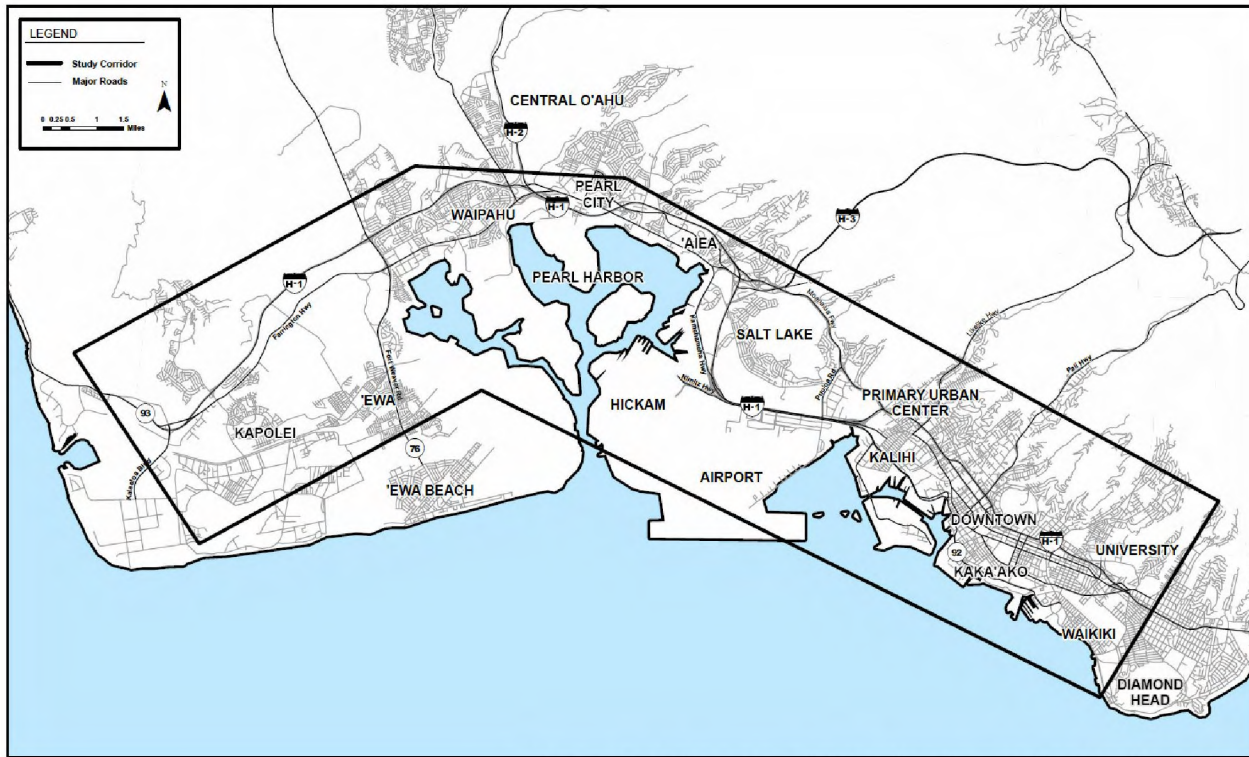 LEGEND
Study Corridor
Major Roads
N
0 0.25 0.5 1 1.5
Miles
CENTRAL O'AHU
H-2
PEARL
CITY
H-1
WAIPAHU
H-3
'AIEA
PEARL HARBOR
H-1
Farrington Hwy
Moanalua Hwy
Likelike Hwy
Pali Hwy
Kamehameha Hwy
SALT LAKE
Fort Weaver Rd
Nimitz Hwy
Puuloa Rd
PRIMARY URBAN
CENTER
'EWA
HICKAM
H-1
93
KAPOLEI
76
KALIHI
AIRPORT
'EWA BEACH
DOWNTOWN
H-1
UNIVERSITY
92
KAKA'AKO
WAIKIKI
DIAMOND
HEAD